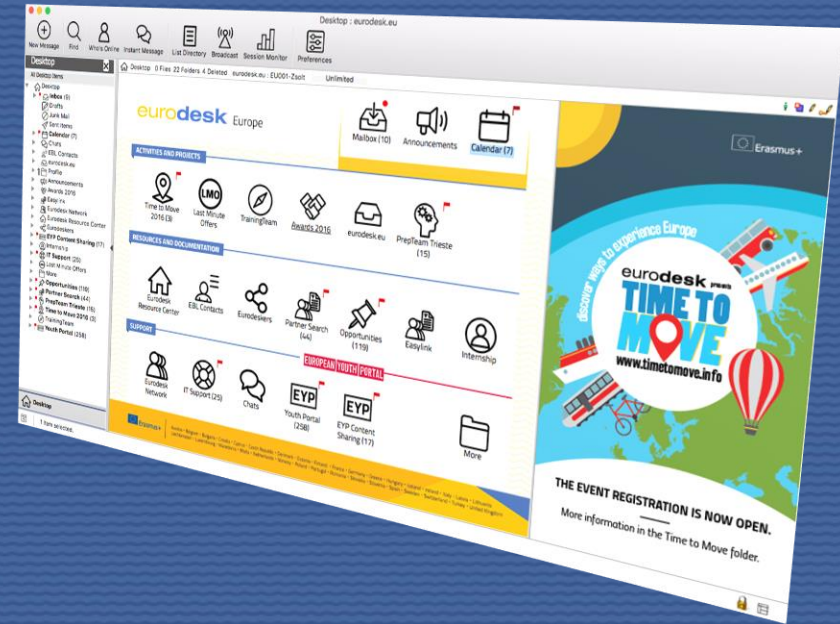 Desktop : eurodesk.eu
New Message Find Who's Online Instant Message List Directory Broadcast Session Monitor Preferences
Desktop
Desktop 0 Files 22 Folders 4 Deleted eurodesk.eu : EU001-Zsolt Unlimited
All Desktop Items
Desktop
Inbox (9)
Drafts
Junk Mail
Sent Items
Calendar (7)
Chats
EBL Contacts
eurodesk.eu
Profile
Announcements
Awards 2016
Easylink
Eurodesk Network
Eurodesk Resource Center
Eurodeskers
EYP Content Sharing (17)
Internship
IT Support (25)
Last Minute Offers
More
Opportunities (119)
Partner Search (44)
PrepTeam Trieste (15)
Time to Move 2016 (3)
TrainingTeam
Youth Portal (258)
Desktop
1 item selected.
eurodesk Europe
Mailbox (10)
Announcements
Calendar (7)
ACTIVITIES AND PROJECTS
Time to Move
2016 (3)
LMO
Last Minute
Offers
TrainingTeam
Awards 2016
eurodesk.eu
PrepTeam Trieste
(15)
RESOURCES AND DOCUMENTATION
Eurodesk
Resource Center
EBL Contacts
Eurodeskers
Partner Search
(44)
Opportunities
(119)
Easylink
Internship
SUPPORT
EUROPEAN YOUTH PORTAL
Eurodesk
Network
IT Support (25)
Chats
EYP
Youth Portal
(258)
EYP
EYP Content
Sharing (17)
More
Erasmus+
Erasmus+
discover ways to experience Europe
eurodesk presents
TIME TO
MOVE
www.timetomove.info
THE EVENT REGISTRATION IS NOW OPEN.
More information in the Time to Move folder.